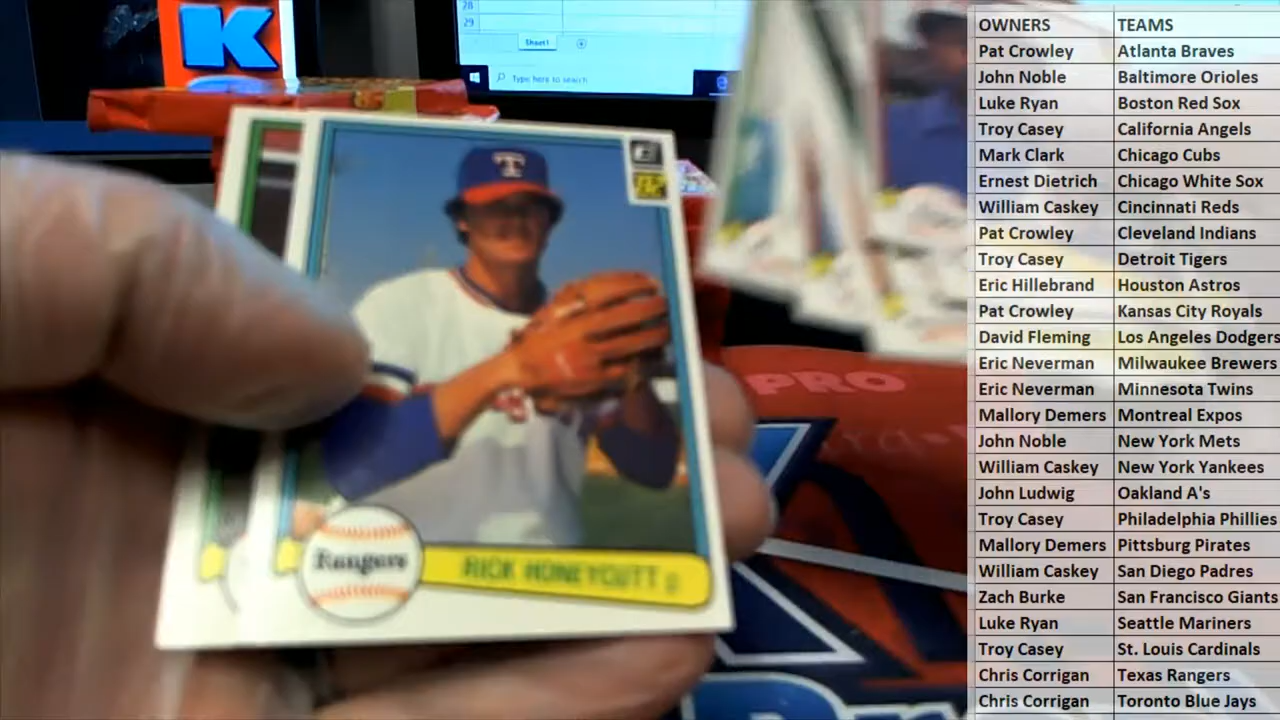 K
28
29
Sheet1
Type here to search
T
82
Rangers
RICK HONEYCUTT P
PRO
OWNERS TEAMS
Pat Crowley Atlanta Braves
John Noble Baltimore Orioles
Luke Ryan Boston Red Sox
Troy Casey California Angels
Mark Clark Chicago Cubs
Ernest Dietrich Chicago White Sox
William Caskey Cincinnati Reds
Pat Crowley Cleveland Indians
Troy Casey Detroit Tigers
Eric Hillebrand Houston Astros
Pat Crowley Kansas City Royals
David Fleming Los Angeles Dodgers
Eric Neverman Milwaukee Brewers
Eric Neverman Minnesota Twins
Mallory Demers Montreal Expos
John Noble New York Mets
William Caskey New York Yankees
John Ludwig Oakland A's
Troy Casey Philadelphia Phillies
Mallory Demers Pittsburg Pirates
William Caskey San Diego Padres
Zach Burke San Francisco Giants
Luke Ryan Seattle Mariners
Troy Casey St. Louis Cardinals
Chris Corrigan Texas Rangers
Chris Corrigan Toronto Blue Jays